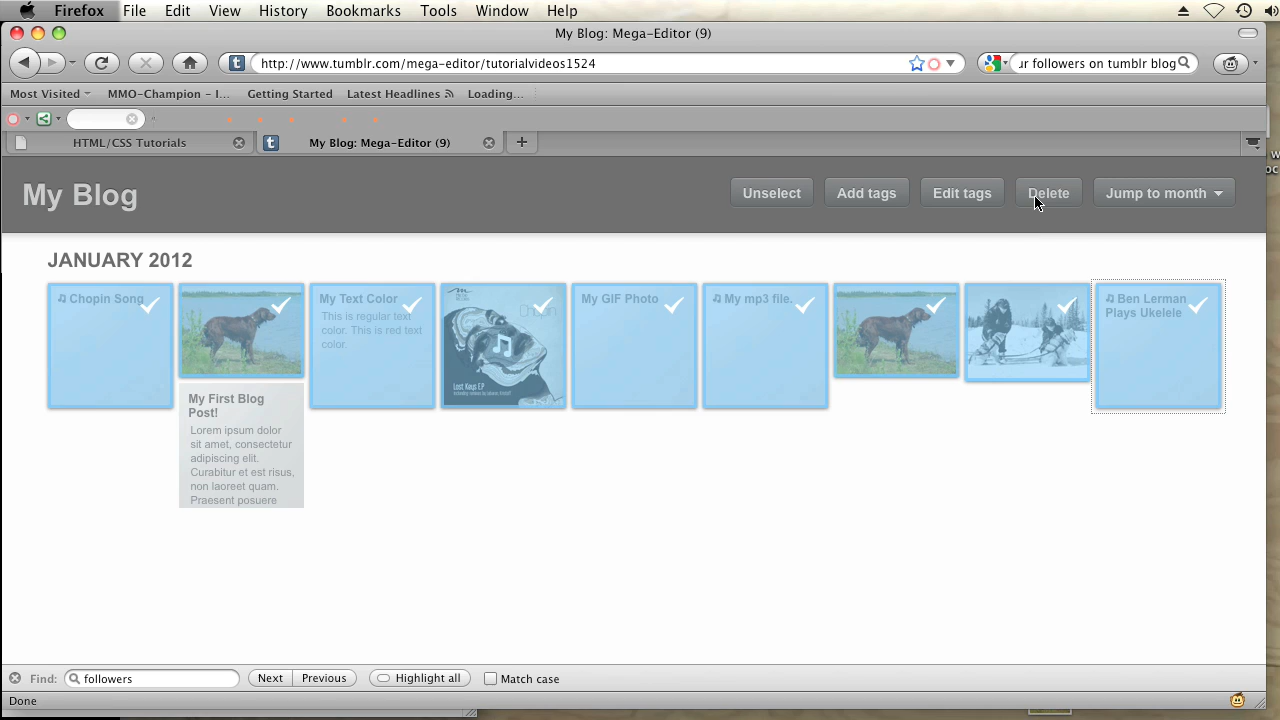 Firefox File Edit View History Bookmarks Tools Window Help
My Blog: Mega-Editor (9)
http://www.tumblr.com/mega-editor/tutorialvideos1524
ur followers on tumblr blog
Most Visited MMO-Champion – I... Getting Started Latest Headlines Loading...
HTML/CSS Tutorials
My Blog: Mega-Editor (9)
My Blog
Unselect
Add tags
Edit tags
Delete
Jump to month
JANUARY 2012
Chopin Song
My Text Color
This is regular text
color. This is red text
color.
Chopin
Lost Keys EP
My GIF Photo
My mp3 file.
Ben Lerman
Plays Ukelele
My First Blog
Post!
Lorem ipsum dolor
sit amet, consectetur
adipiscing elit.
Curabitur et est risus,
non laoreet quam.
Praesent posuere
Find: followers Next Previous Highlight all Match case
Done